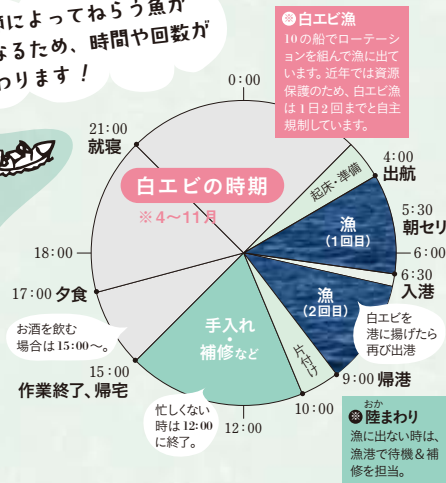 によってねらう魚が
なるため、時間や回数が
わります！
※白エビ漁
10の船でローテーシ
ョンを組んで漁に出て
います。近年では資源
保護のため、白エビ漁
は1日2回までと自主
規制しています。
0:00
21:00
就寝
4:00
出航
起床・準備
白エビの時期
※4〜11月
5:30
朝セリ
漁
(1回目)
18:00
6:00
6:30
入港
17:00 夕食
漁
(2回目)
白エビを
港に揚げたら
再び出港
お酒を飲む
場合は15:00〜。
手入れ
・
補修など
片付け
15:00
作業終了、帰宅
9:00 帰港
10:00
忙しくない
時は12:00
に終了。
12:00
おか
※陸まわり
漁に出ない時は、
漁港で待機＆補
修を担当。